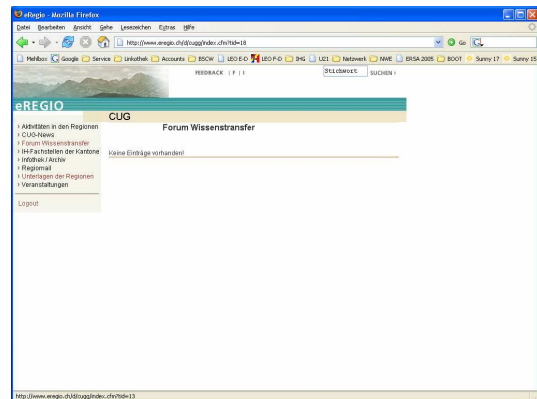 eRegio - Mozilla Firefox
Datei Bearbeiten Ansicht Gehe Lesezeichen Extras Hilfe
http://www.eregio.ch/d/cugg/index.cfm?tid=18 Go
Mehlbox Google Service Linkothek Accounts BSCW LEO E-D LEO F-D IHG U21 Netzwerk NWE ERSA 2005 BOOT Sunny 17 Sunny 15
FEEDBACK | F | I Stichwort SUCHEN ›
eREGIO
CUG
› Aktivitäten in den Regionen
› CUG-News
› Forum Wissenstransfer
› IH-Fachstellen der Kantone
› Infothek / Archiv
› Regiomail
› Unterlagen der Regionen
› Veranstaltungen
Logout
Forum Wissenstransfer
Keine Einträge vorhanden!
http://www.eregio.ch/d/cugg/index.cfm?tid=13